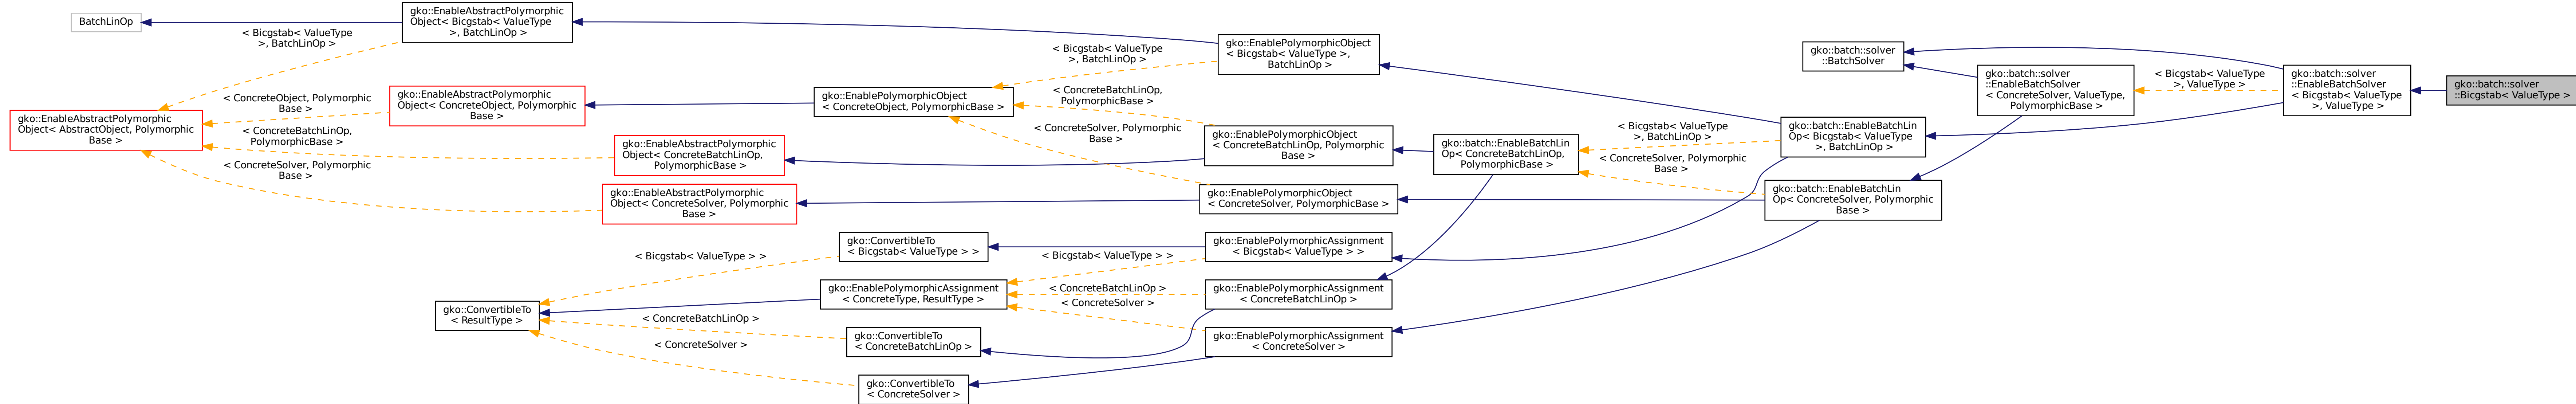 BatchLinOp
gko::EnableAbstractPolymorphic
Object< Bicgstab< ValueType
>, BatchLinOp >
< Bicgstab< ValueType
>, BatchLinOp >
gko::EnableAbstractPolymorphic
Object< AbstractObject, Polymorphic
Base >
< ConcreteObject, Polymorphic
Base >
< ConcreteBatchLinOp,
PolymorphicBase >
< ConcreteSolver, Polymorphic
Base >
gko::EnableAbstractPolymorphic
Object< ConcreteObject, Polymorphic
Base >
gko::EnableAbstractPolymorphic
Object< ConcreteBatchLinOp,
PolymorphicBase >
gko::EnableAbstractPolymorphic
Object< ConcreteSolver, Polymorphic
Base >
gko::EnablePolymorphicObject
< ConcreteObject, PolymorphicBase >
< Bicgstab< ValueType
>, BatchLinOp >
< ConcreteBatchLinOp,
PolymorphicBase >
< ConcreteSolver, Polymorphic
Base >
gko::EnablePolymorphicObject
< Bicgstab< ValueType >,
BatchLinOp >
gko::EnablePolymorphicObject
< ConcreteBatchLinOp, Polymorphic
Base >
gko::EnablePolymorphicObject
< ConcreteSolver, PolymorphicBase >
gko::batch::EnableBatchLin
Op< ConcreteBatchLinOp,
PolymorphicBase >
< Bicgstab< ValueType
>, BatchLinOp >
< ConcreteSolver, Polymorphic
Base >
gko::batch::solver
::BatchSolver
gko::batch::EnableBatchLin
Op< Bicgstab< ValueType
>, BatchLinOp >
gko::batch::EnableBatchLin
Op< ConcreteSolver, Polymorphic
Base >
gko::batch::solver
::EnableBatchSolver
< ConcreteSolver, ValueType,
PolymorphicBase >
< Bicgstab< ValueType
>, ValueType >
gko::batch::solver
::EnableBatchSolver
< Bicgstab< ValueType
>, ValueType >
gko::batch::solver
::Bicgstab< ValueType >
gko::ConvertibleTo
< ResultType >
< Bicgstab< ValueType > >
< ConcreteBatchLinOp >
< ConcreteSolver >
gko::ConvertibleTo
< Bicgstab< ValueType > >
gko::EnablePolymorphicAssignment
< ConcreteType, ResultType >
gko::ConvertibleTo
< ConcreteBatchLinOp >
gko::ConvertibleTo
< ConcreteSolver >
< Bicgstab< ValueType > >
< ConcreteBatchLinOp >
< ConcreteSolver >
gko::EnablePolymorphicAssignment
< Bicgstab< ValueType > >
gko::EnablePolymorphicAssignment
< ConcreteBatchLinOp >
gko::EnablePolymorphicAssignment
< ConcreteSolver >